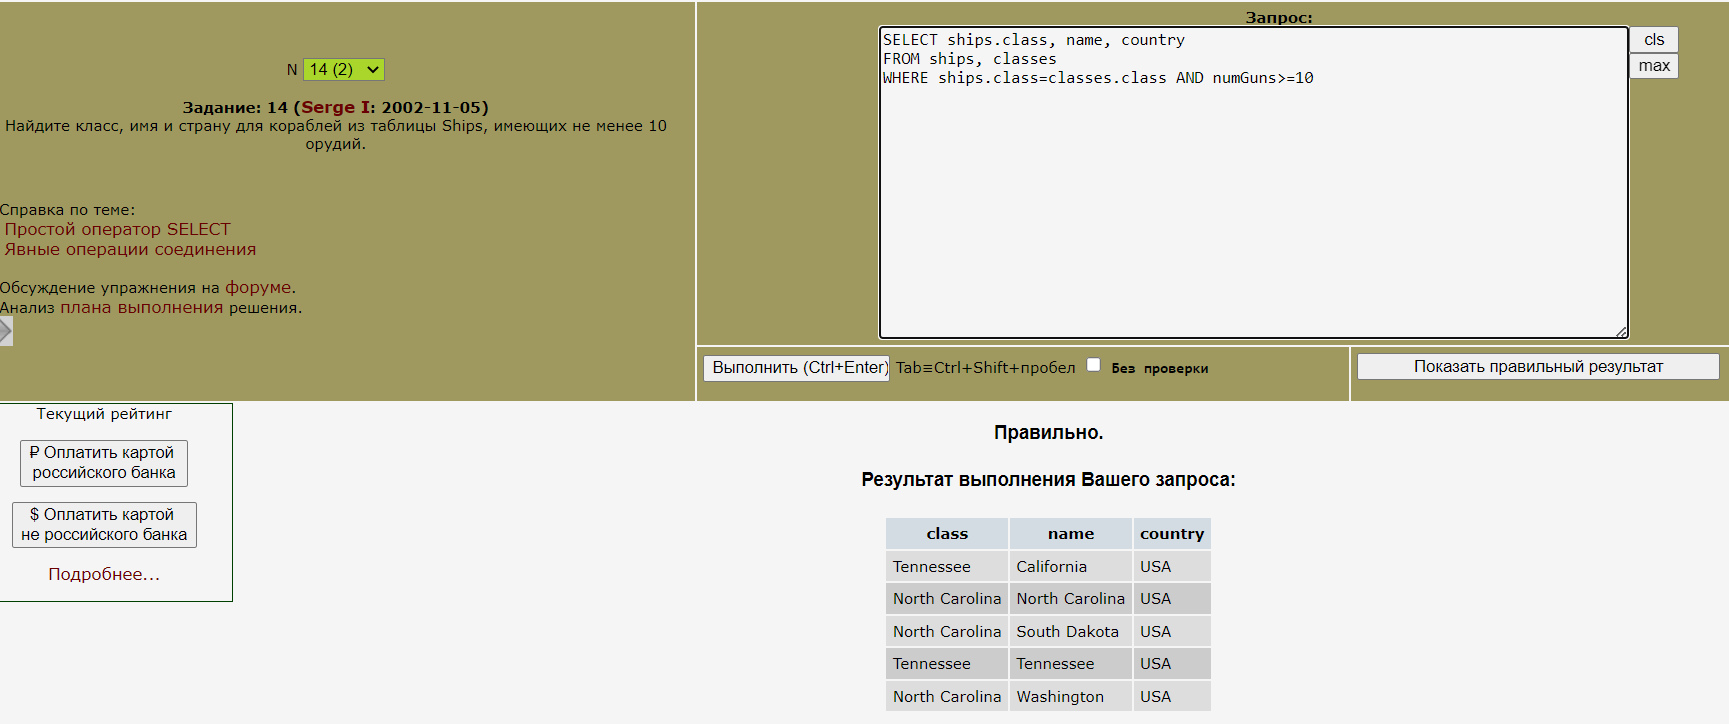 N 14 (2)
Задание: 14 (Serge I: 2002-11-05)
Найдите класс, имя и страну для кораблей из таблицы Ships, имеющих не менее 10
орудий.
Справка по теме:
Простой оператор SELECT
Явные операции соединения
Обсуждение упражнения на форуме.
Анализ плана выполнения решения.
Запрос:
SELECT ships.class, name, country
FROM ships, classes
WHERE ships.class=classes.class AND numGuns>=10
cls
max
Выполнить (Ctrl+Enter) Tab≡Ctrl+Shift+пробел Без проверки
Показать правильный результат
Текущий рейтинг
₽ Оплатить картой
российского банка
$ Оплатить картой
не российского банка
Подробнее...
Правильно.
Результат выполнения Вашего запроса:
class name country
Tennessee California USA
North Carolina North Carolina USA
North Carolina South Dakota USA
Tennessee Tennessee USA
North Carolina Washington USA